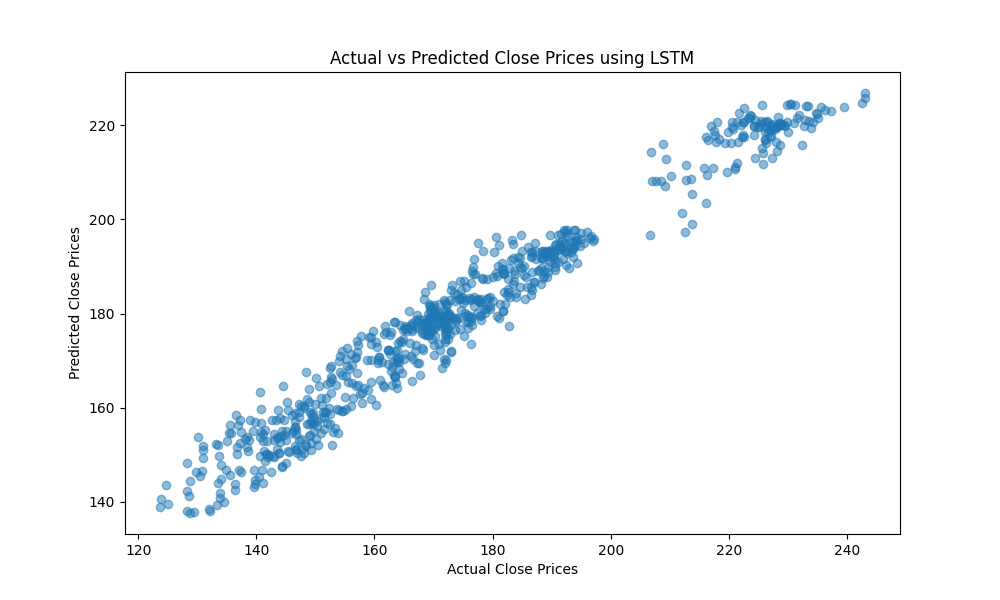 Actual vs Predicted Close Prices using LSTM
220
200
180
160
140
Predicted Close Prices
120 140 160 180 200 220 240
Actual Close Prices